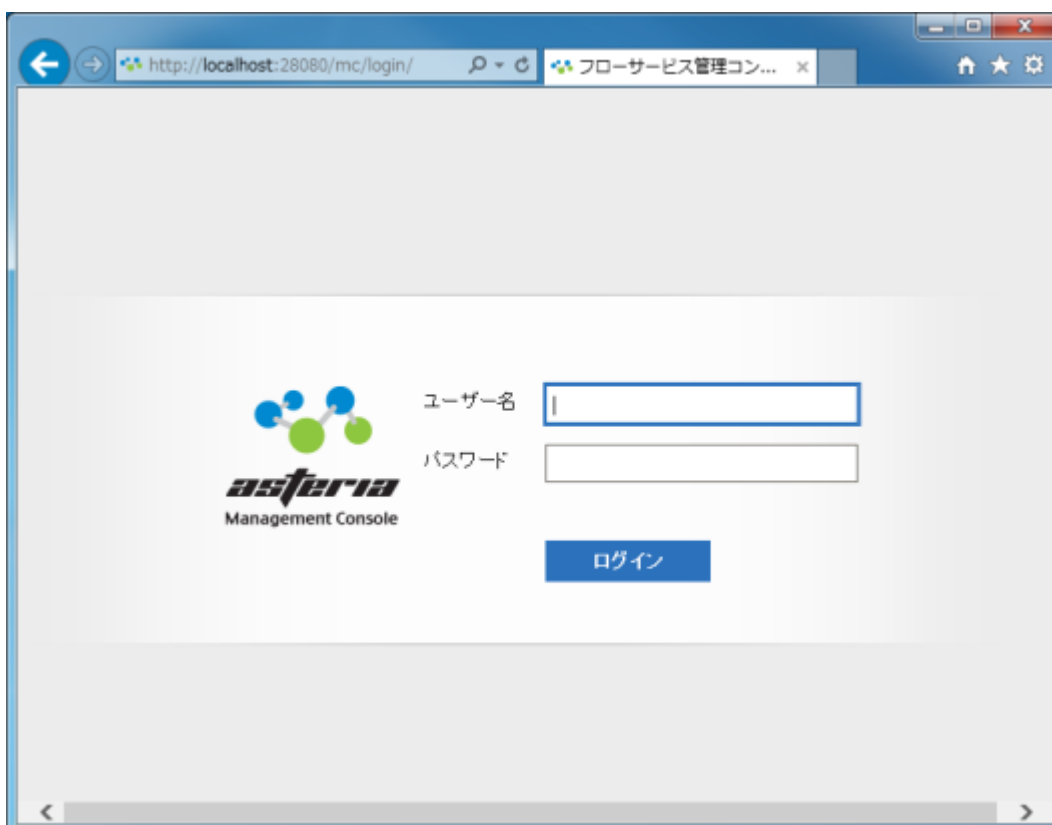 http://localhost:28080/mc/login/
フローサービス管理コン...
ユーザー名
パスワード
asteria
Management Console
ログイン